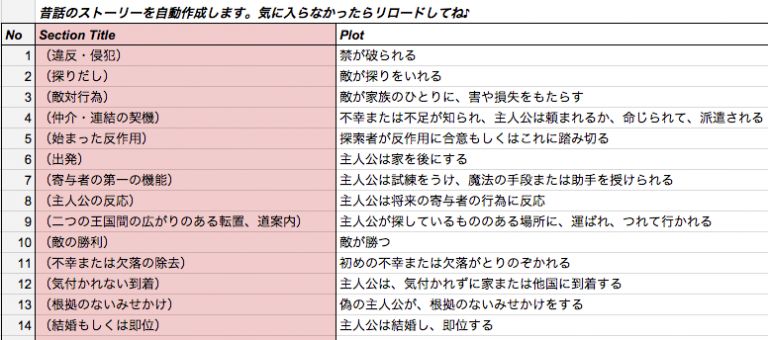 昔話のストーリーを自動作成します。気に入らなかったらリロードしてね♪
No Section Title Plot
1 （違反・侵犯） 禁が破られる
2 （探りだし） 敵が探りをいれる
3 （敵対行為） 敵が家族のひとりに、害や損失をもたらす
4 （仲介・連結の契機） 不幸または不足が知られ、主人公は頼まれるか、命じられて、派遣される
5 （始まった反作用） 探索者が反作用に合意もしくはこれに踏み切る
6 （出発） 主人公は家を後にする
7 （寄与者の第一の機能） 主人公は試練をうけ、魔法の手段または助手を授けられる
8 （主人公の反応） 主人公は将来の寄与者の行為に反応
9 （二つの王国間の広がりのある転置、道案内） 主人公が探しているもののある場所に、運ばれ、つれて行かれる
10 （敵の勝利） 敵が勝つ
11 （不幸または欠落の除去） 初めの不幸または欠落がとりのぞかれる
12 （気付かれない到着） 主人公は、気付かれずに家または他国に到着する
13 （根拠のないみせかけ） 偽の主人公が、根拠のないみせかけをする
14 （結婚もしくは即位） 主人公は結婚し、即位する